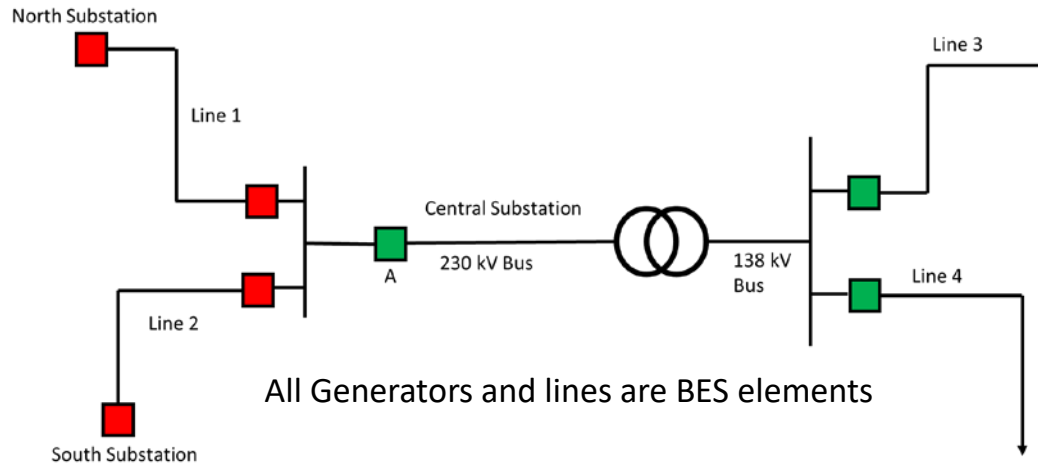 North Substation
Line 3
Line 1
Central Substation
230 kV Bus
A
138 kV
Bus
Line 4
Line 2
All Generators and lines are BES elements
South Substation